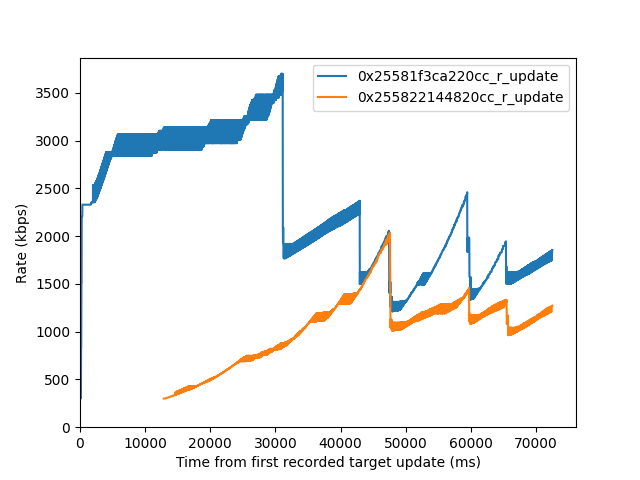 0x25581f3ca220cc_r_update
0x255822144820cc_r_update
3500
3000
2500
2000
1500
1000
500
0
Rate (kbps)
0 10000 20000 30000 40000 50000 60000 70000
Time from first recorded target update (ms)